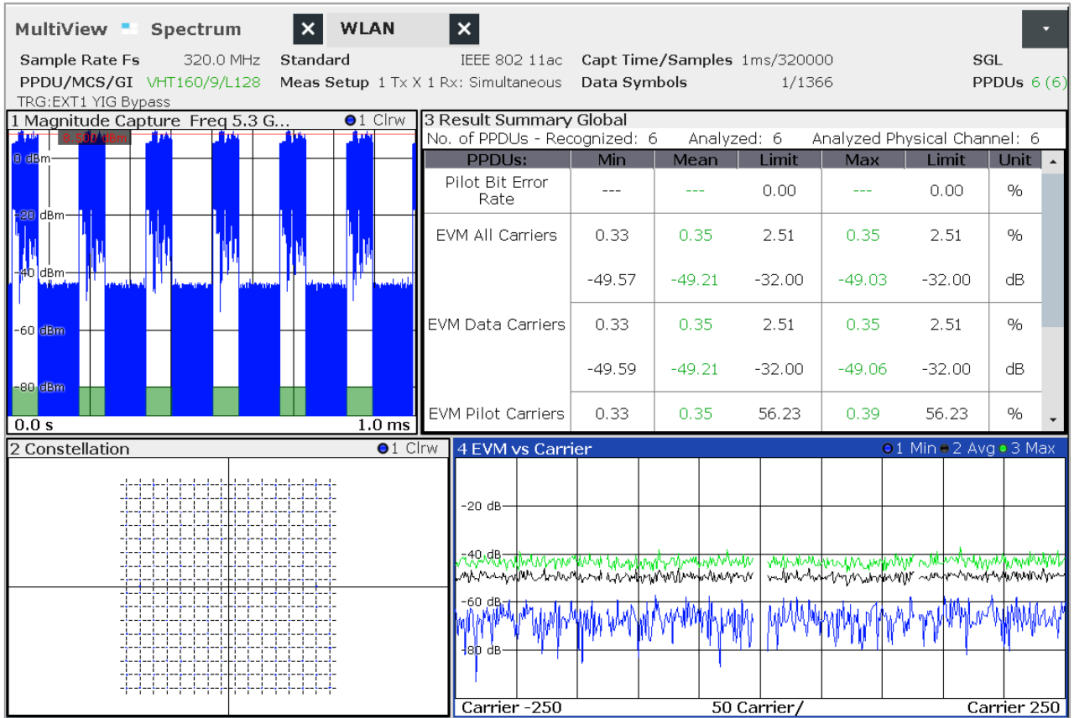 MultiView Spectrum X WLAN X
Sample Rate Fs 320.0 MHz Standard IEEE 802 11ac Capt Time/Samples 1ms/320000 SGL
PPDU/MCS/GI VHT160/9/L128 Meas Setup 1 Tx X 1 Rx: Simultaneous Data Symbols 1/1366 PPDUs 6 (6)
TRG:EXT1 YIG Bypass
1 Magnitude Capture Freq 5.3 G... 1 Clrw
0 dBm
-20 dBm
-40 dBm
-60 dBm
-80 dBm
0.0 s 1.0 ms
3 Result Summary Global
No. of PPDUs - Recognized: 6 Analyzed: 6 Analyzed Physical Channel: 6
PPDUs: Min Mean Limit Max Limit Unit
Pilot Bit Error
Rate --- --- 0.00 --- 0.00 %
EVM All Carriers 0.33 0.35 2.51 0.35 2.51 %
-49.57 -49.21 -32.00 -49.03 -32.00 dB
EVM Data Carriers 0.33 0.35 2.51 0.35 2.51 %
-49.59 -49.21 -32.00 -49.06 -32.00 dB
EVM Pilot Carriers 0.33 0.35 56.23 0.39 56.23 %
2 Constellation 1 Clrw
4 EVM vs Carrier 1 Min 2 Avg 3 Max
-20 dB
-40 dB
-60 dB
-80 dB
Carrier -250 50 Carrier/ Carrier 250